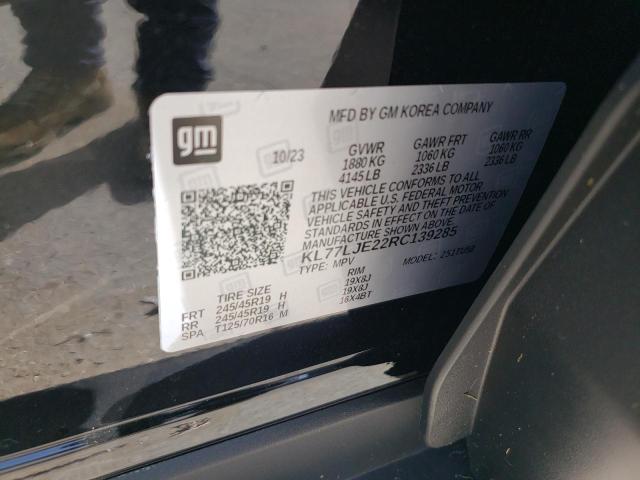 gm
MFD BY GM KOREA COMPANY
10/23
GVWR GAWR FRT GAWR RR
1880 KG 1060 KG 1060 KG
4145 LB 2336 LB 2336 LB
THIS VEHICLE CONFORMS TO ALL
APPLICABLE U.S. FEDERAL MOTOR
VEHICLE SAFETY AND THEFT PREVENTION
STANDARDS IN EFFECT ON THE DATE OF
MANUFACTURE SHOWN ABOVE.
KL77LJE22RC139285
TYPE: MPV MODEL:
TIRE SIZE RIM
FRT 245/45R19 H 19X8J
RR 245/45R19 H 19X8J
SPA T125/70R16 M 16X4BT